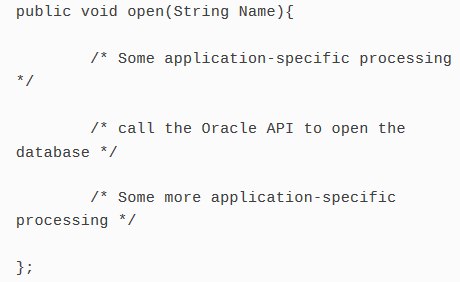 public void open(String Name){
/* Some application-specific processing
*/
/* call the Oracle API to open the
database */
/* Some more application-specific
processing */
};